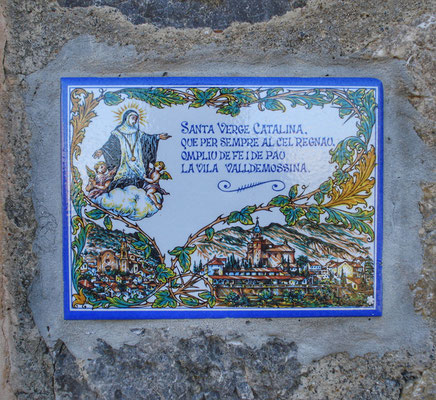 SANTA VERGE CATALINA,
QUE PER SEMPRE AL CEL REGNAU,
OMPLIU DE FE I DE PAU
LA VILA VALLDEMOSSINA.